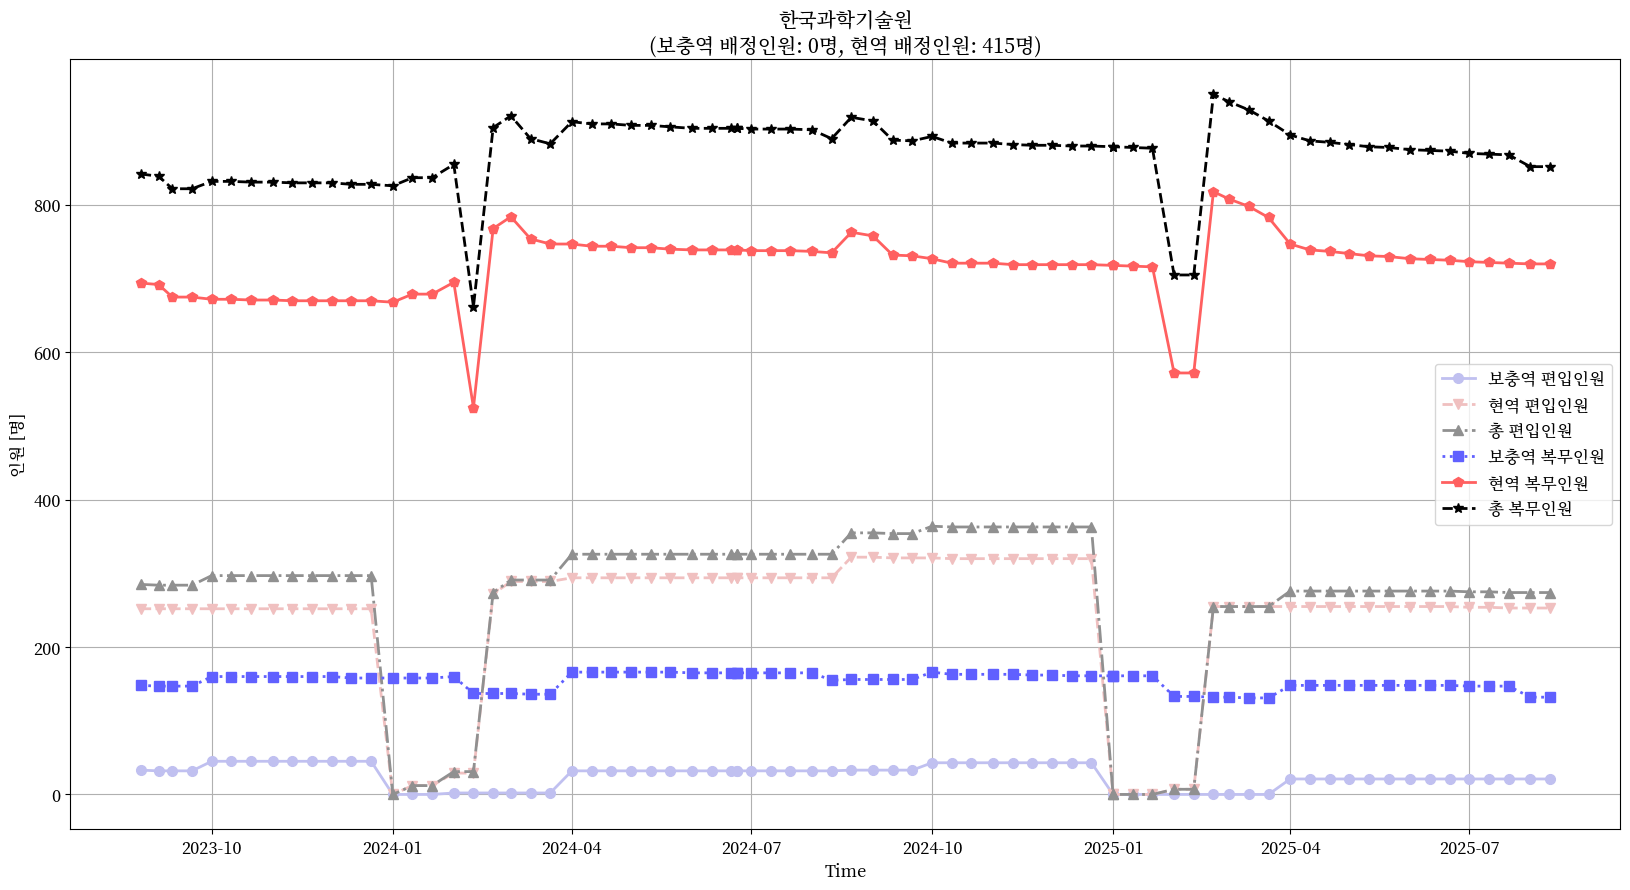 한국과학기술원
(보충역 배정인원: 0명, 현역 배정인원: 415명)
인원 [명]
800
600
400
200
0
보충역 편입인원
현역 편입인원
총 편입인원
보충역 복무인원
현역 복무인원
총 복무인원
2023-10 2024-01 2024-04 2024-07 2024-10 2025-01 2025-04 2025-07
Time